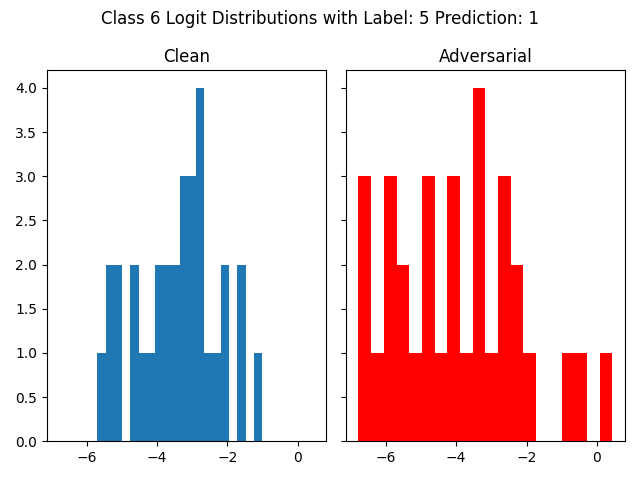 Class 6 Logit Distributions with Label: 5 Prediction: 1
Clean
Adversarial
4.0
3.5
3.0
2.5
2.0
1.5
1.0
0.5
0.0
−6 −4 −2 0
−6 −4 −2 0